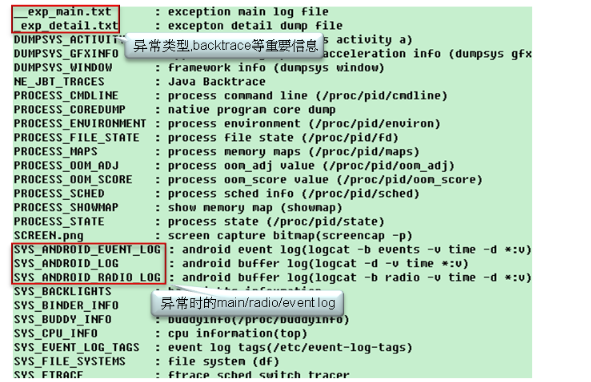 __exp_main.txt : exception main log file
_exp_detail.txt : excepton detail dump file
DUMPSYS_ACTIVIT s activity a)
异常类型,backtrace等重要信息
DUMPSYS_GFXINFO acceleration info (dumpsys gfx
DUMPSYS_WINDOW : framework info (dumpsys window)
NE_JBT_TRACES : Java Backtrace
PROCESS_CMDLINE : process command line (/proc/pid/cmdline)
PROCESS_COREDUMP : native program core dump
PROCESS_ENVIRONMENT : process environment (/proc/pid/environ)
PROCESS_FILE_STATE : process file state (/proc/pid/fd)
PROCESS_MAPS : process memory maps (/proc/pid/maps)
PROCESS_OOM_ADJ : process oom_adj value (/proc/pid/oom_adj)
PROCESS_OOM_SCORE : process oom_score value (/proc/pid/oom_score)
PROCESS_SCHED : process sched info (/proc/pid/sched)
PROCESS_SHOWMAP : show memory map (showmap)
PROCESS_STATE : process state (/proc/pid/state)
SCREEN.png : screen capture bitmap(screencap -p)
SYS_ANDROID_EVENT_LOG : android event log(logcat -b events -v time -d *:v)
SYS_ANDROID_LOG : android buffer log(logcat -d -v time *:v)
SYS_ANDROID_RADIO_LOG : android buffer log(logcat -b radio -v time -d *:v)
SYS_BACKLIGHTS
异常时的main/radio/event log
SYS_BINDER_INFO
SYS_BUDDY_INFO : buddyinfo(/proc/buddyinfo)
SYS_CPU_INFO : cpu information(top)
SYS_EVENT_LOG_TAGS : event log tags(/etc/event-log-tags)
SYS_FILE_SYSTEMS : file system (df)
SYS_FTRACE : ftrace sched switch tracer